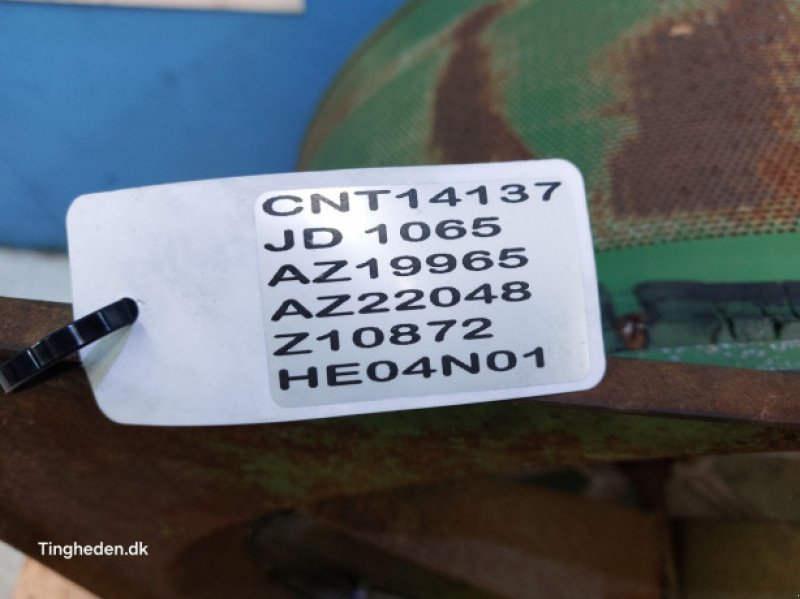 CNT14137
JD 1065
AZ19965
AZ22048
Z10872
HE04N01
Tingheden.dk